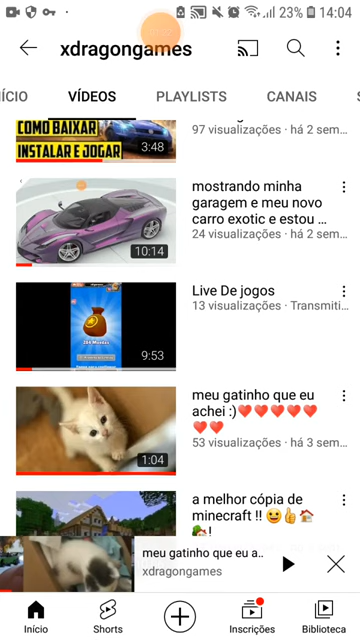 23% 14:04
xdragongames
ÍCIO VÍDEOS PLAYLISTS CANAIS
COMO BAIXAR
INSTALAR E JOGAR
3:48
97 visualizações · há 2 sem...
10:14
mostrando minha
garagem e meu novo
carro exotic e estou ...
24 visualizações · há 2 sem...
9:53
Live De jogos
13 visualizações · Transmiti...
1:04
meu gatinho que eu
achei :)❤️❤️❤️❤️❤️
❤️❤️
53 visualizações · há 3 sem...
a melhor cópia de
minecraft !! 😀👍🏠
🏡!
meu gatinho que eu a..
xdragongames
Início Shorts Inscrições Biblioteca